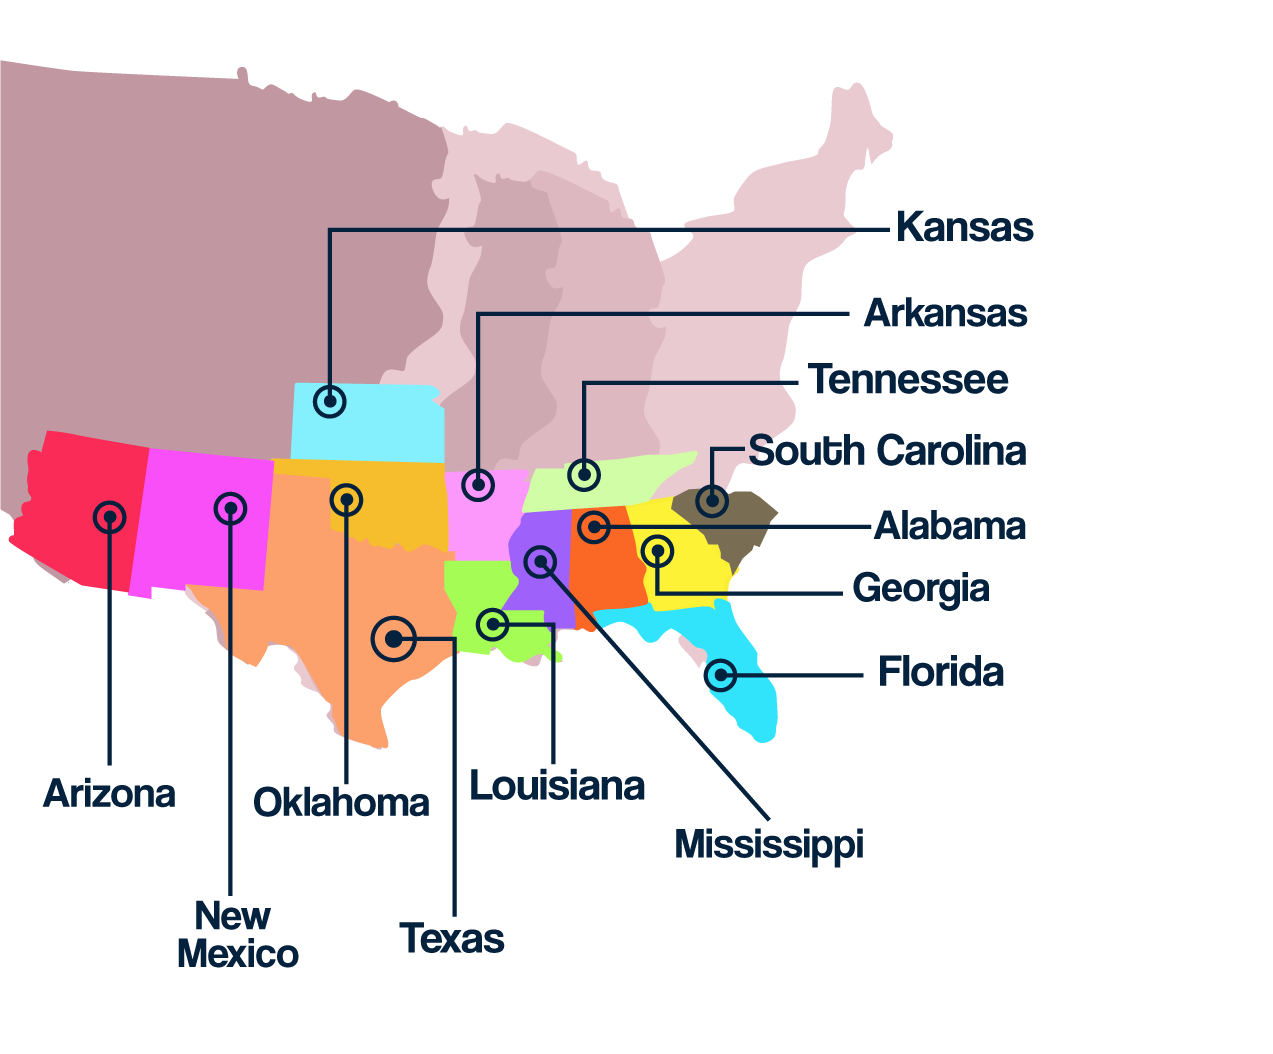 Kansas
Arkansas
Tennessee
South Carolina
Alabama
Georgia
Florida
Arizona
Oklahoma
Louisiana
Mississippi
New
Mexico
Texas